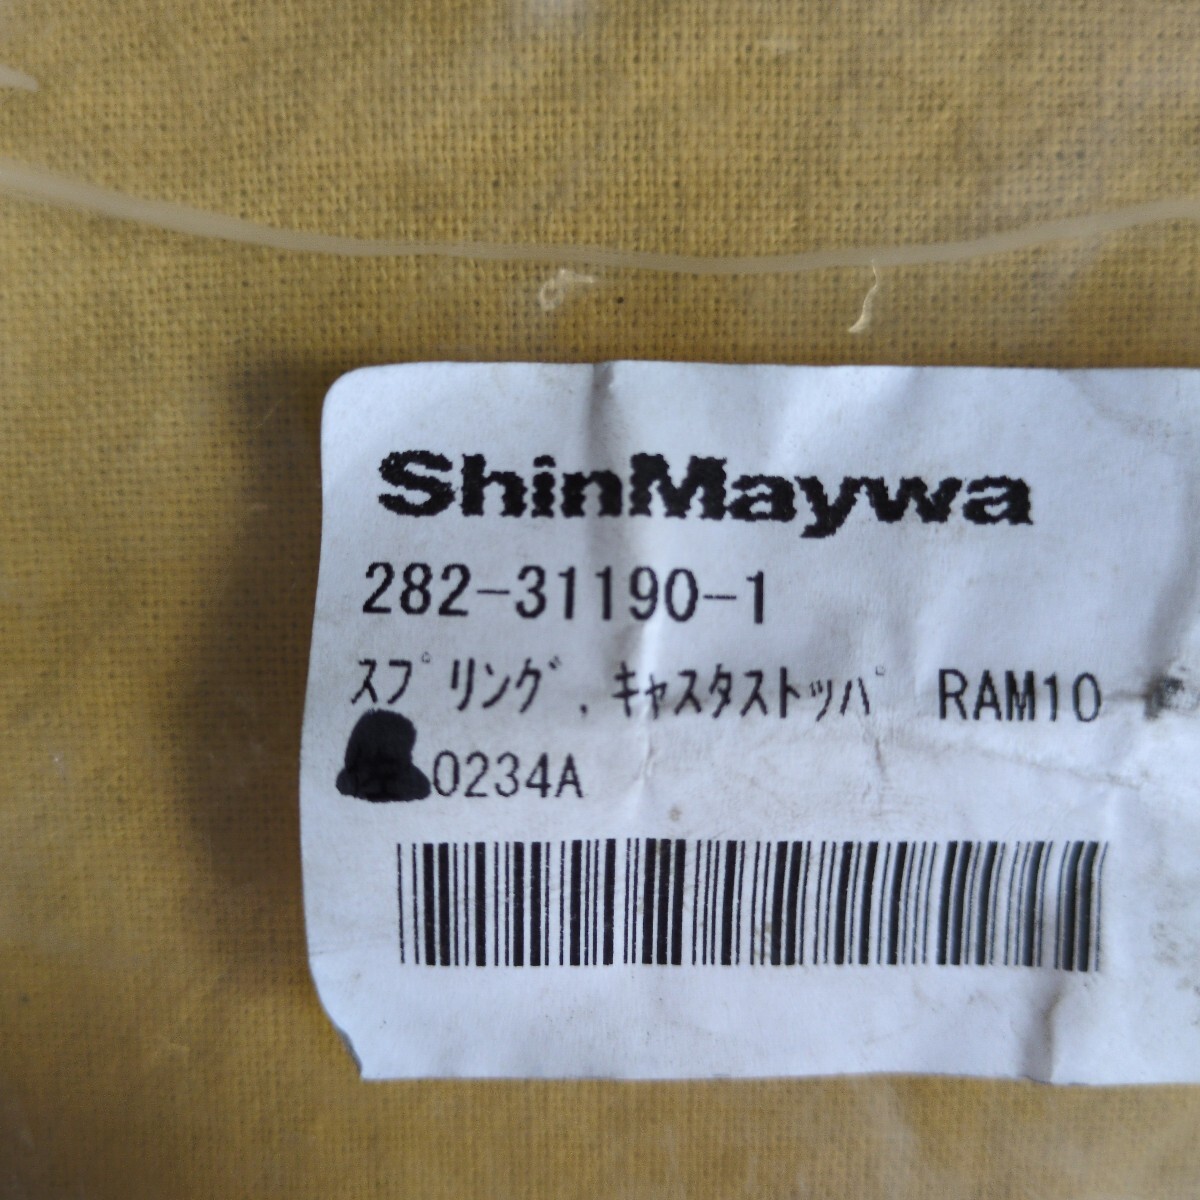 ShinMaywa
282-31190-1
ｽﾌﾟﾘﾝｸﾞ,ｷｬｽﾀｽﾄｯﾊﾟ RAM10
0234A